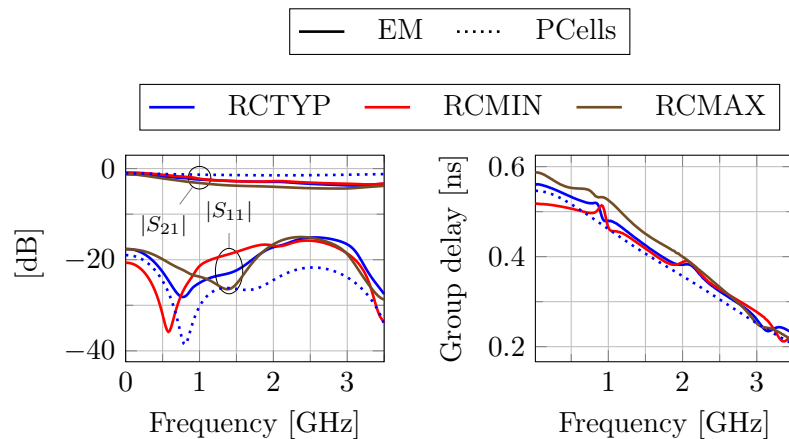 EM PCells
RCTYP RCMIN RCMAX
[dB]
0
−20
−40
|S21|
|S11|
0 1 2 3
Frequency [GHz]
Group delay [ns]
0.6
0.4
0.2
0 1 2 3
Frequency [GHz]